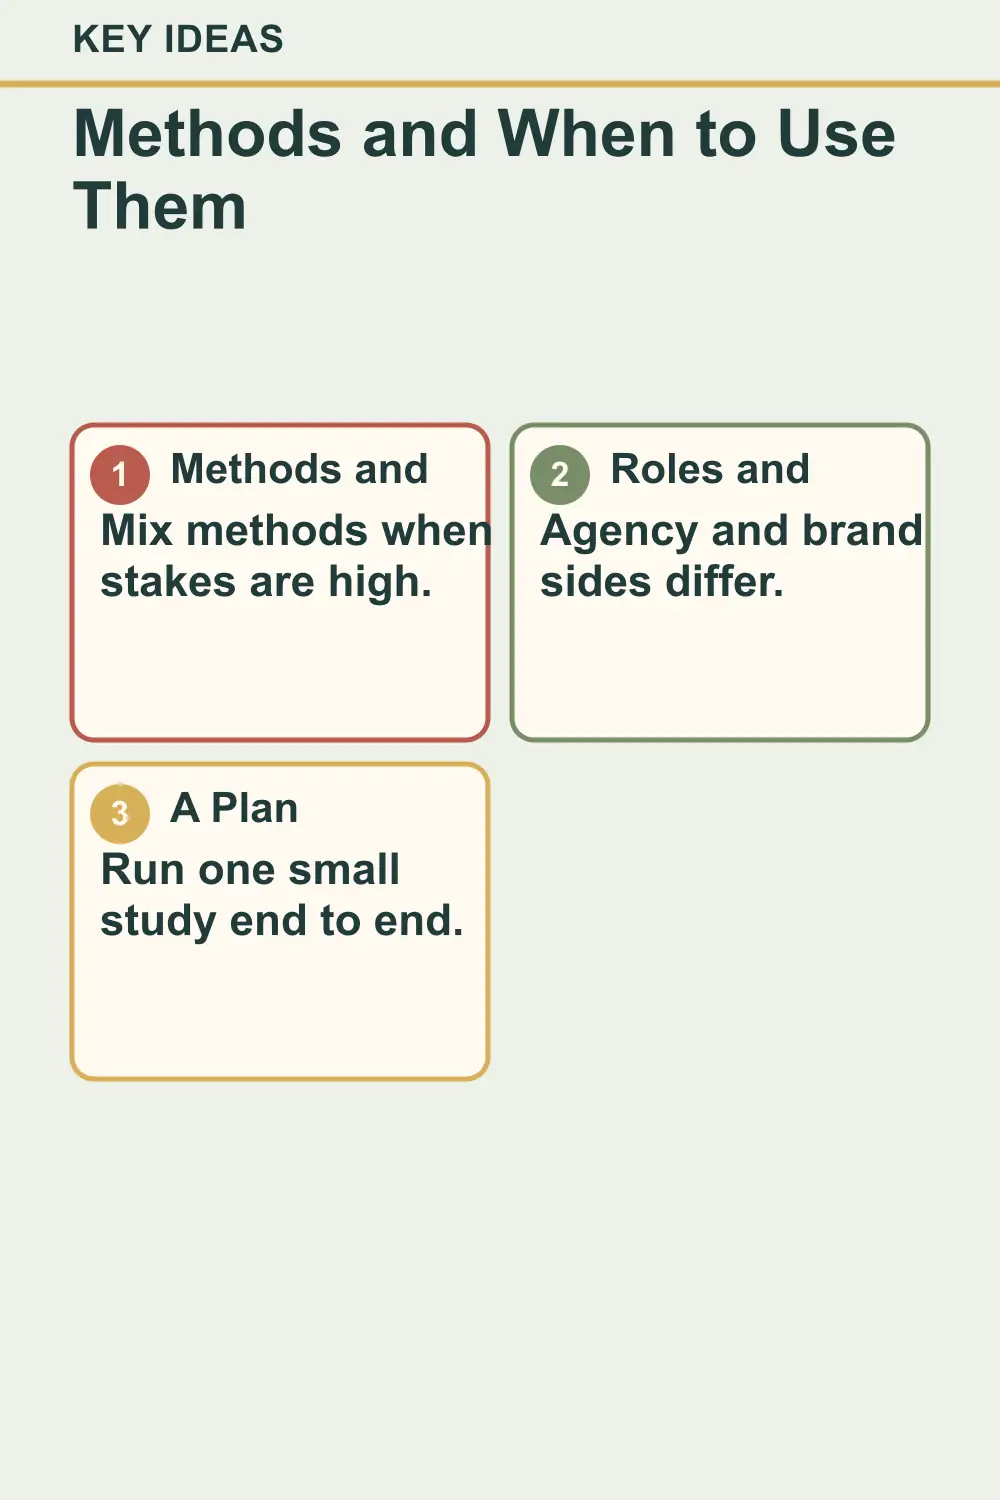 KEY IDEAS
Methods and When to Use
Them
1 Methods and
Mix methods when
stakes are high.
2 Roles and
Agency and brand
sides differ.
3 A Plan
Run one small
study end to end.